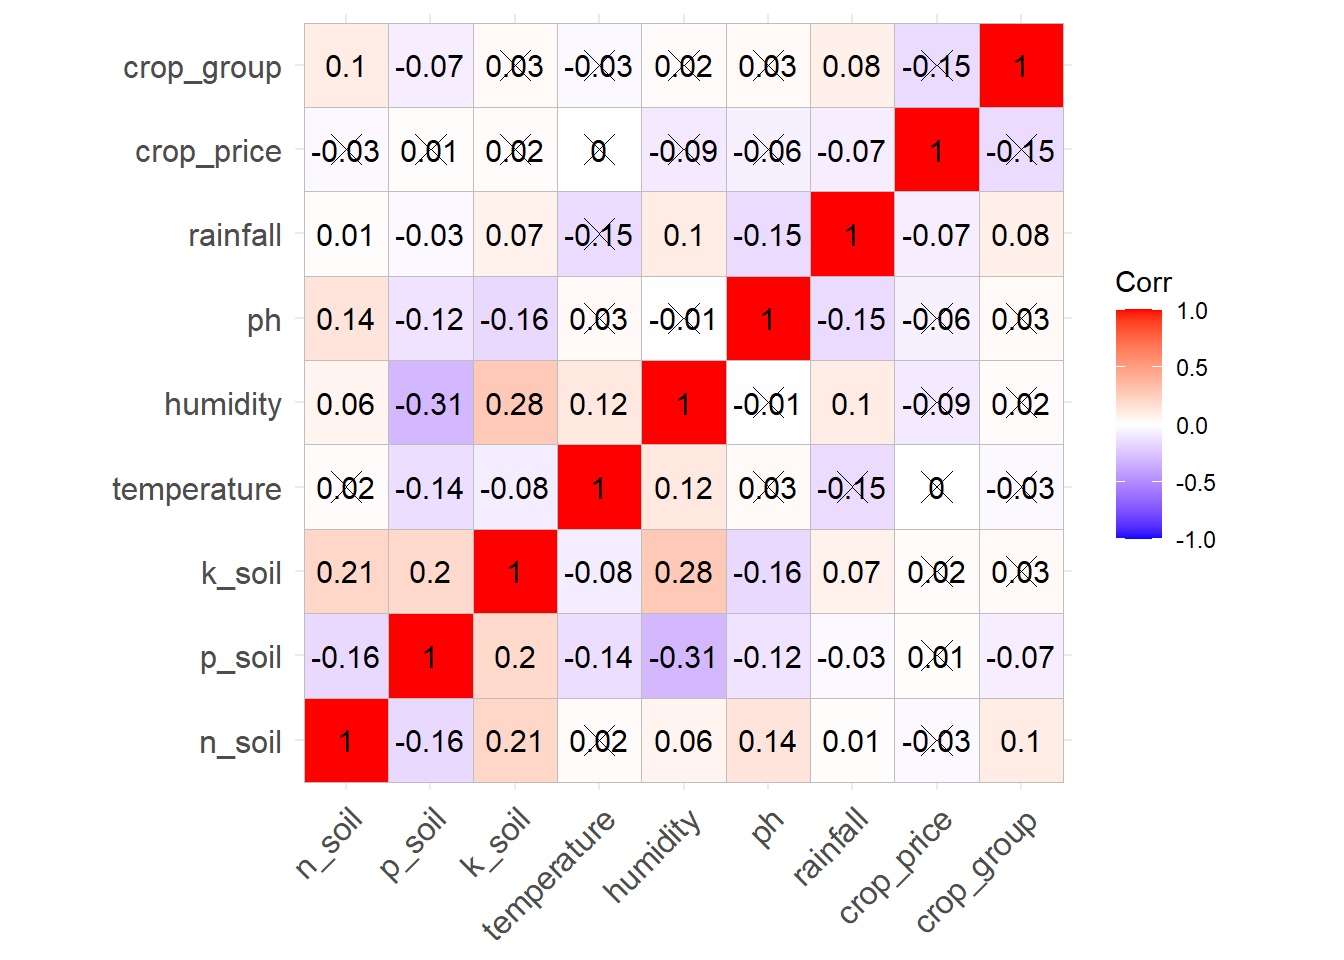 crop_group 0.1 -0.07 0.03 -0.03 0.02 0.03 0.08 -0.15 1
crop_price -0.03 0.01 0.02 0 -0.09 -0.06 -0.07 1 -0.15
rainfall 0.01 -0.03 0.07 -0.15 0.1 -0.15 1 -0.07 0.08
ph 0.14 -0.12 -0.16 0.03 -0.01 1 -0.15 -0.06 0.03
humidity 0.06 -0.31 0.28 0.12 1 -0.01 0.1 -0.09 0.02
temperature 0.02 -0.14 -0.08 1 0.12 0.03 -0.15 0 -0.03
k_soil 0.21 0.2 1 -0.08 0.28 -0.16 0.07 0.02 0.03
p_soil -0.16 1 0.2 -0.14 -0.31 -0.12 -0.03 0.01 -0.07
n_soil 1 -0.16 0.21 0.02 0.06 0.14 0.01 -0.03 0.1
n_soil p_soil k_soil temperature humidity ph rainfall crop_price crop_group
Corr
1.0
0.5
0.0
-0.5
-1.0